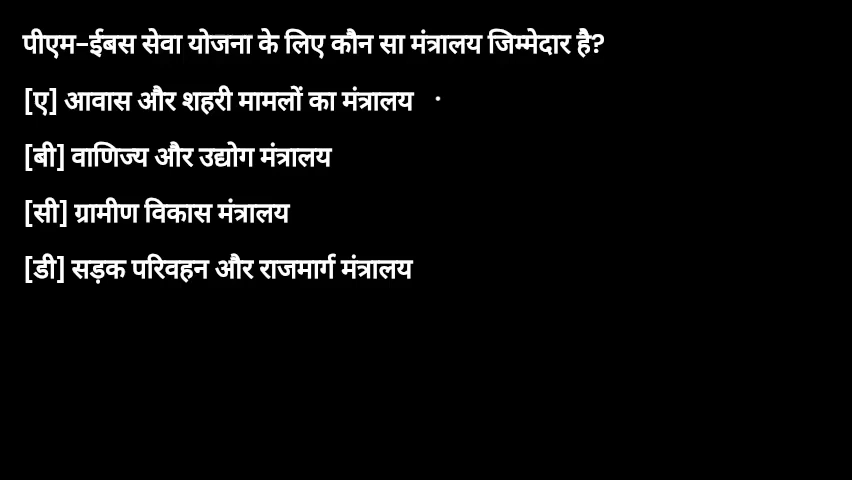 पीएम-ईबस सेवा योजना के लिए कौन सा मंत्रालय जिम्मेदार है?
[ए] आवास और शहरी मामलों का मंत्रालय
[बी] वाणिज्य और उद्योग मंत्रालय
[सी] ग्रामीण विकास मंत्रालय
[डी] सड़क परिवहन और राजमार्ग मंत्रालय